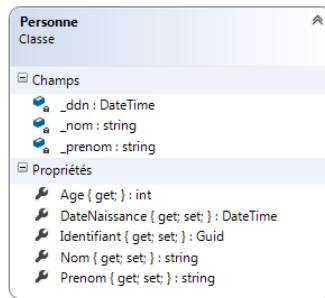 Personne
Classe
Champs
_ddn : DateTime
_nom : string
_prenom : string
Propriétés
Age { get; } : int
DateNaissance { get; set; } : DateTime
Identifiant { get; set; } : Guid
Nom { get; set; } : string
Prenom { get; set; } : string